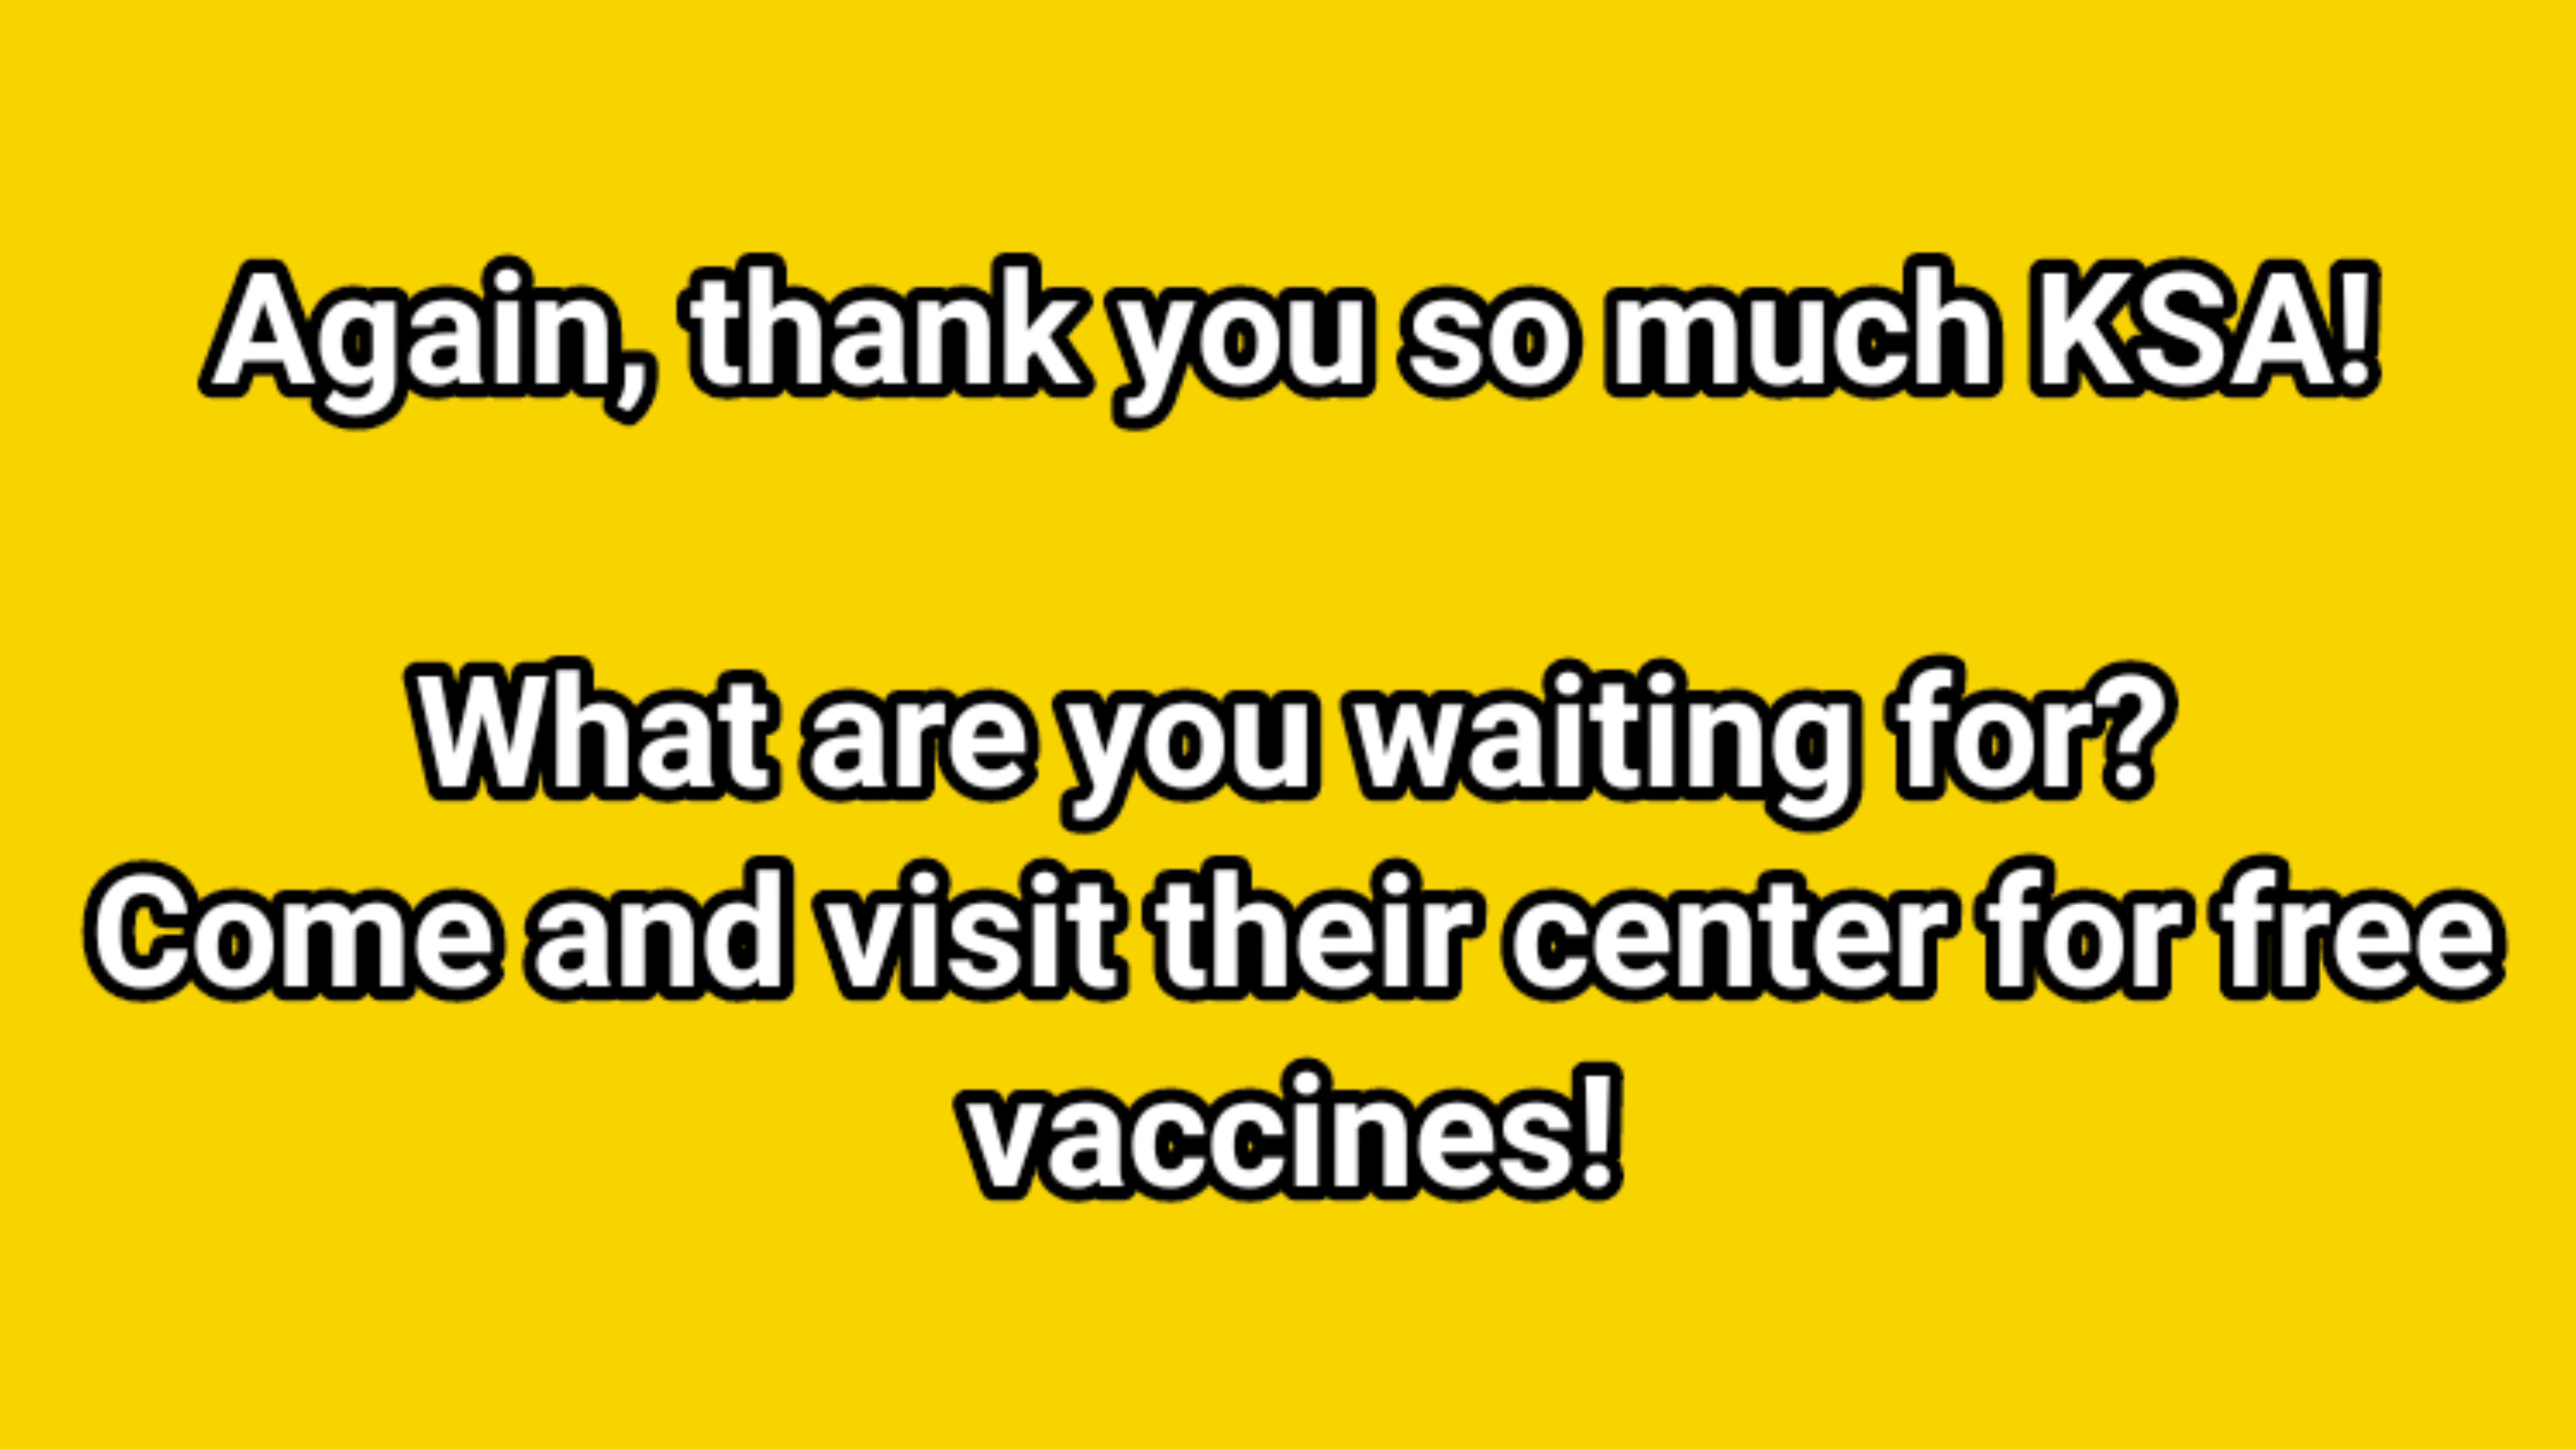 Again, thank you so much KSA!
What are you waiting for?
Come and visit their center for free
vaccines!